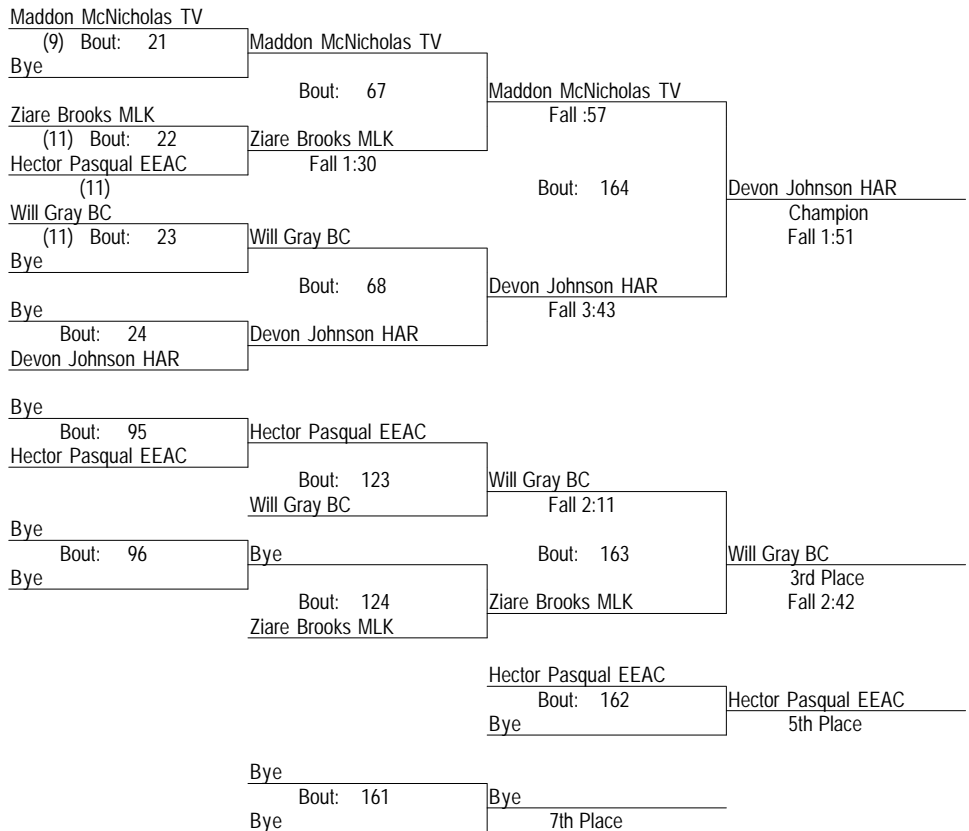 Maddon McNicholas TV
(9) Bout: 21
Maddon McNicholas TV
Bye
Bout: 67
Maddon McNicholas TV
Ziare Brooks MLK
Fall :57
(11) Bout: 22
Ziare Brooks MLK
Hector Pasqual EEAC
Fall 1:30
(11)
Bout: 164
Devon Johnson HAR
Will Gray BC
Champion
(11) Bout: 23
Will Gray BC
Fall 1:51
Bye
Bout: 68
Devon Johnson HAR
Bye
Fall 3:43
Bout: 24
Devon Johnson HAR
Devon Johnson HAR
Bye
Bout: 95
Hector Pasqual EEAC
Hector Pasqual EEAC
Bout: 123
Will Gray BC
Will Gray BC
Fall 2:11
Bye
Bout: 96
Bye
Bout: 163
Will Gray BC
Bye
3rd Place
Bout: 124
Ziare Brooks MLK
Fall 2:42
Ziare Brooks MLK
Hector Pasqual EEAC
Bout: 162
Hector Pasqual EEAC
Bye
5th Place
Bye
Bout: 161
Bye
Bye
7th Place